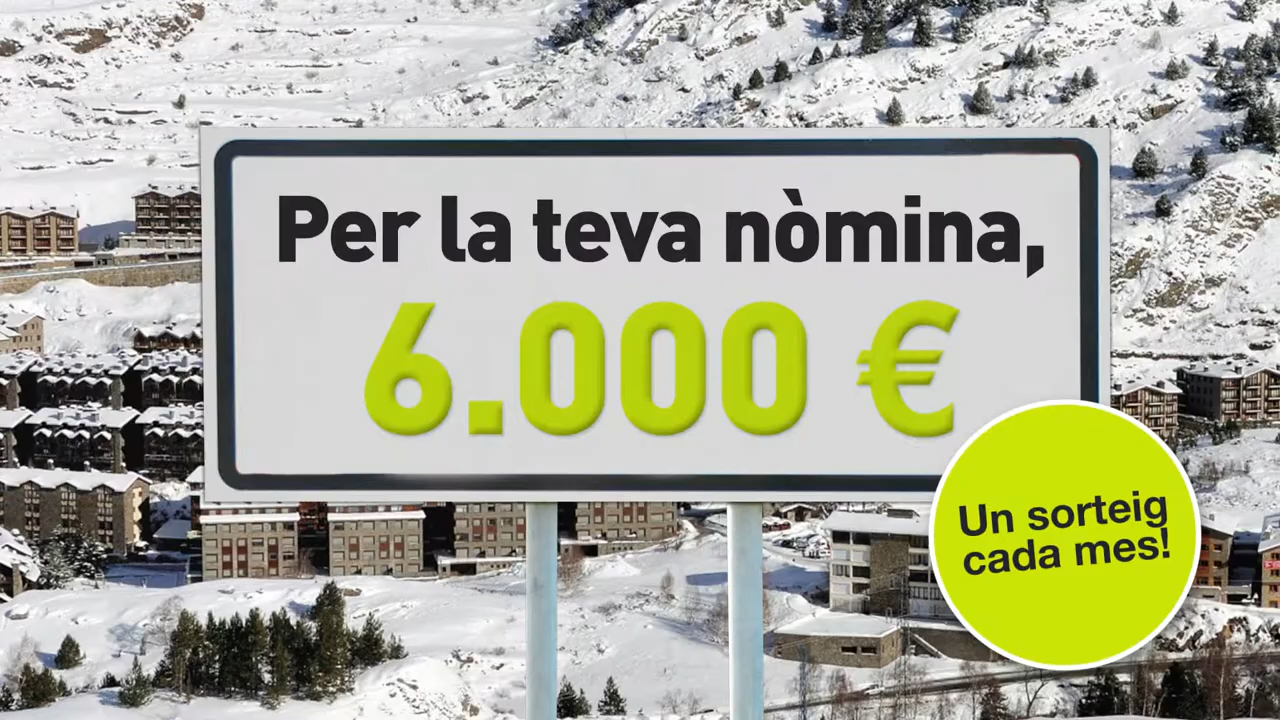 Per la teva nòmina,
6.000 €
Un sorteig
cada mes!